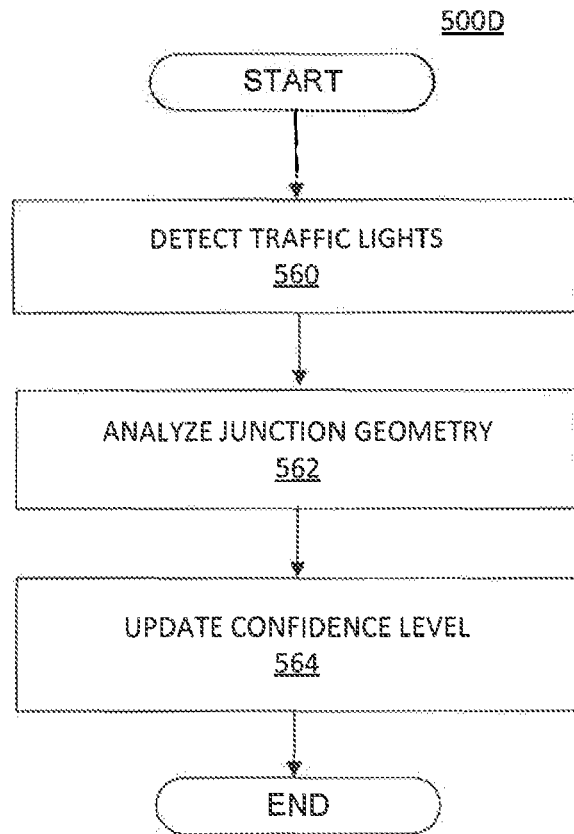 500D
START
DETECT TRAFFIC LIGHTS
560
ANALYZE JUNCTION GEOMETRY
562
UPDATE CONFIDENCE LEVEL
564
END